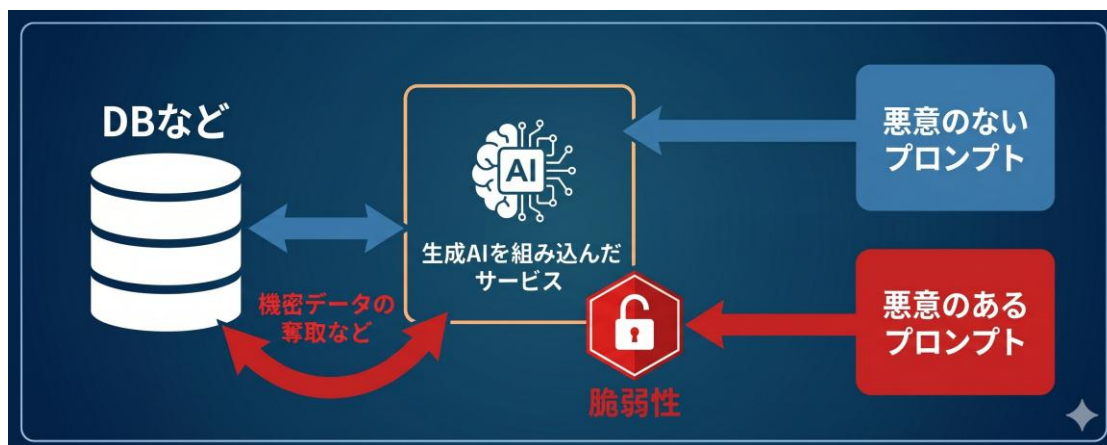 DBなど
AI
生成AIを組み込んだ
サービス
機密データの
奪取など
脆弱性
悪意のない
プロンプト
悪意のある
プロンプト